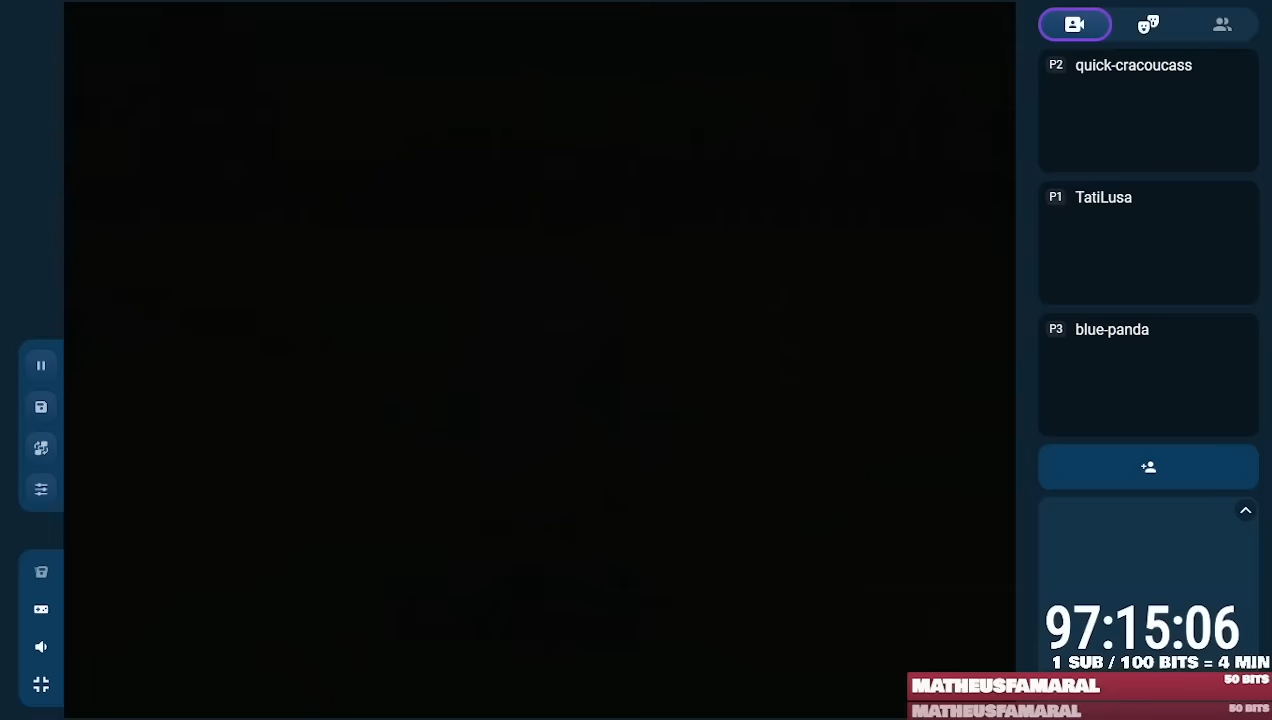 P2 quick-cracoucass
P1 TatiLusa
P3 blue-panda
97:15:06
1 SUB / 100 BITS = 4 MIN
MATHEUSFAMARAL 50 BITS
MATHEUSFAMARAL 50 BITS